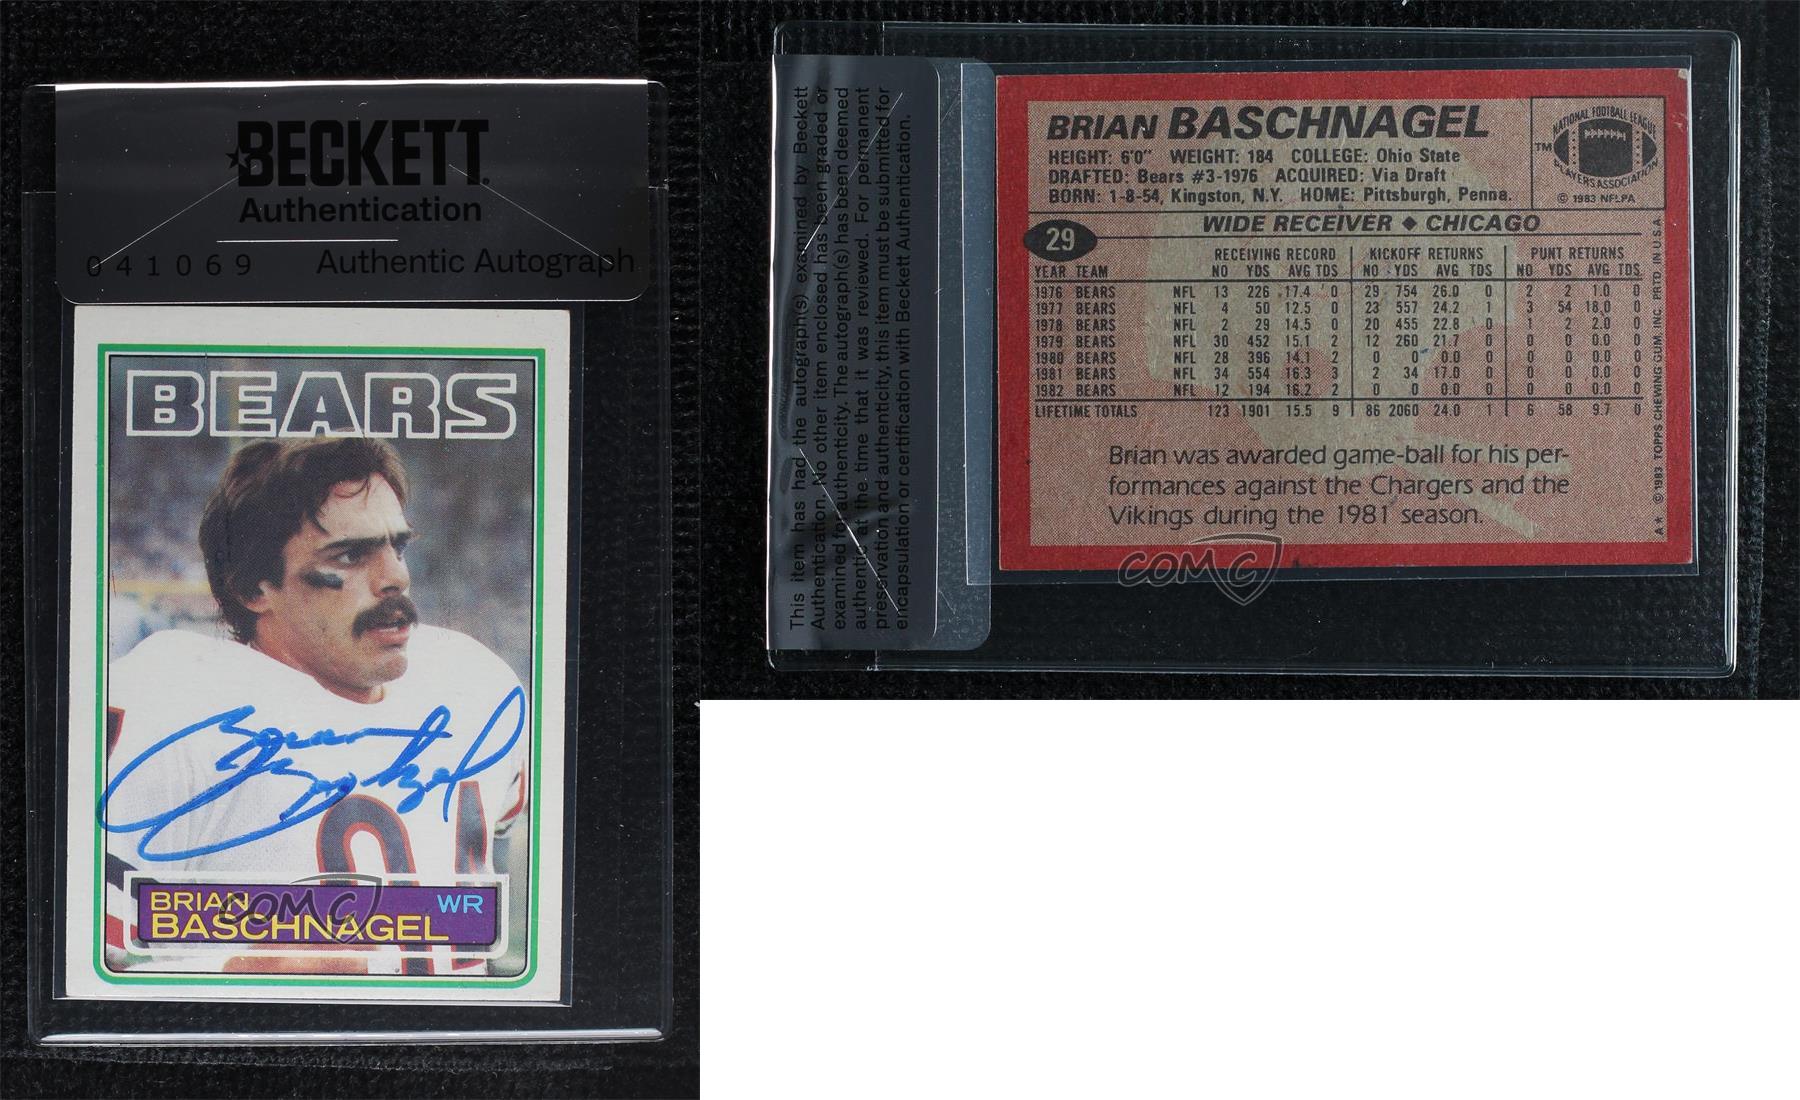 BECKETT
Authentication
041069 Authentic Autograph
BEARS
Brian Baschnagel
BRIAN WR
BASCHNAGEL
COMC
This item has had the autograph(s) examined by Beckett
Authentication. No other item enclosed has been graded or
examined for authenticity. The autograph(s) has been deemed
authentic at the time that it was reviewed. For permanent
preservation and authenticity, this item must be submitted for
encapsulation or certification with Beckett Authentication.
BRIAN BASCHNAGEL
HEIGHT: 6'0" WEIGHT: 184 COLLEGE: Ohio State
DRAFTED: Bears #3-1976 ACQUIRED: Via Draft
BORN: 1-8-54, Kingston, N.Y. HOME: Pittsburgh, Penna.
NATIONAL FOOTBALL LEAGUE
TM
PLAYERS ASSOCIATION
© 1983 NFLPA
29
WIDE RECEIVER ◆ CHICAGO
RECEIVING RECORD KICKOFF RETURNS PUNT RETURNS
YEAR TEAM NO YDS AVG TDS NO YDS AVG TDS NO YDS AVG TDS
1976 BEARS NFL 13 226 17.4 0 29 754 26.0 0 2 2 1.0 0
1977 BEARS NFL 4 50 12.5 0 23 557 24.2 1 3 54 18.0 0
1978 BEARS NFL 2 29 14.5 0 20 455 22.8 0 1 2 2.0 0
1979 BEARS NFL 30 452 15.1 2 12 260 21.7 0 0 0 0.0 0
1980 BEARS NFL 28 396 14.1 2 0 0 0.0 0 0 0 0.0 0
1981 BEARS NFL 34 554 16.3 3 2 34 17.0 0 0 0 0.0 0
1982 BEARS NFL 12 194 16.2 2 0 0 0.0 0 0 0 0.0 0
LIFETIME TOTALS 123 1901 15.5 9 86 2060 24.0 1 6 58 9.7 0
Brian was awarded game-ball for his per-
formances against the Chargers and the
Vikings during the 1981 season.
A★ © 1983 TOPPS CHEWING GUM, INC. PRTD. IN U.S.A.
COMC